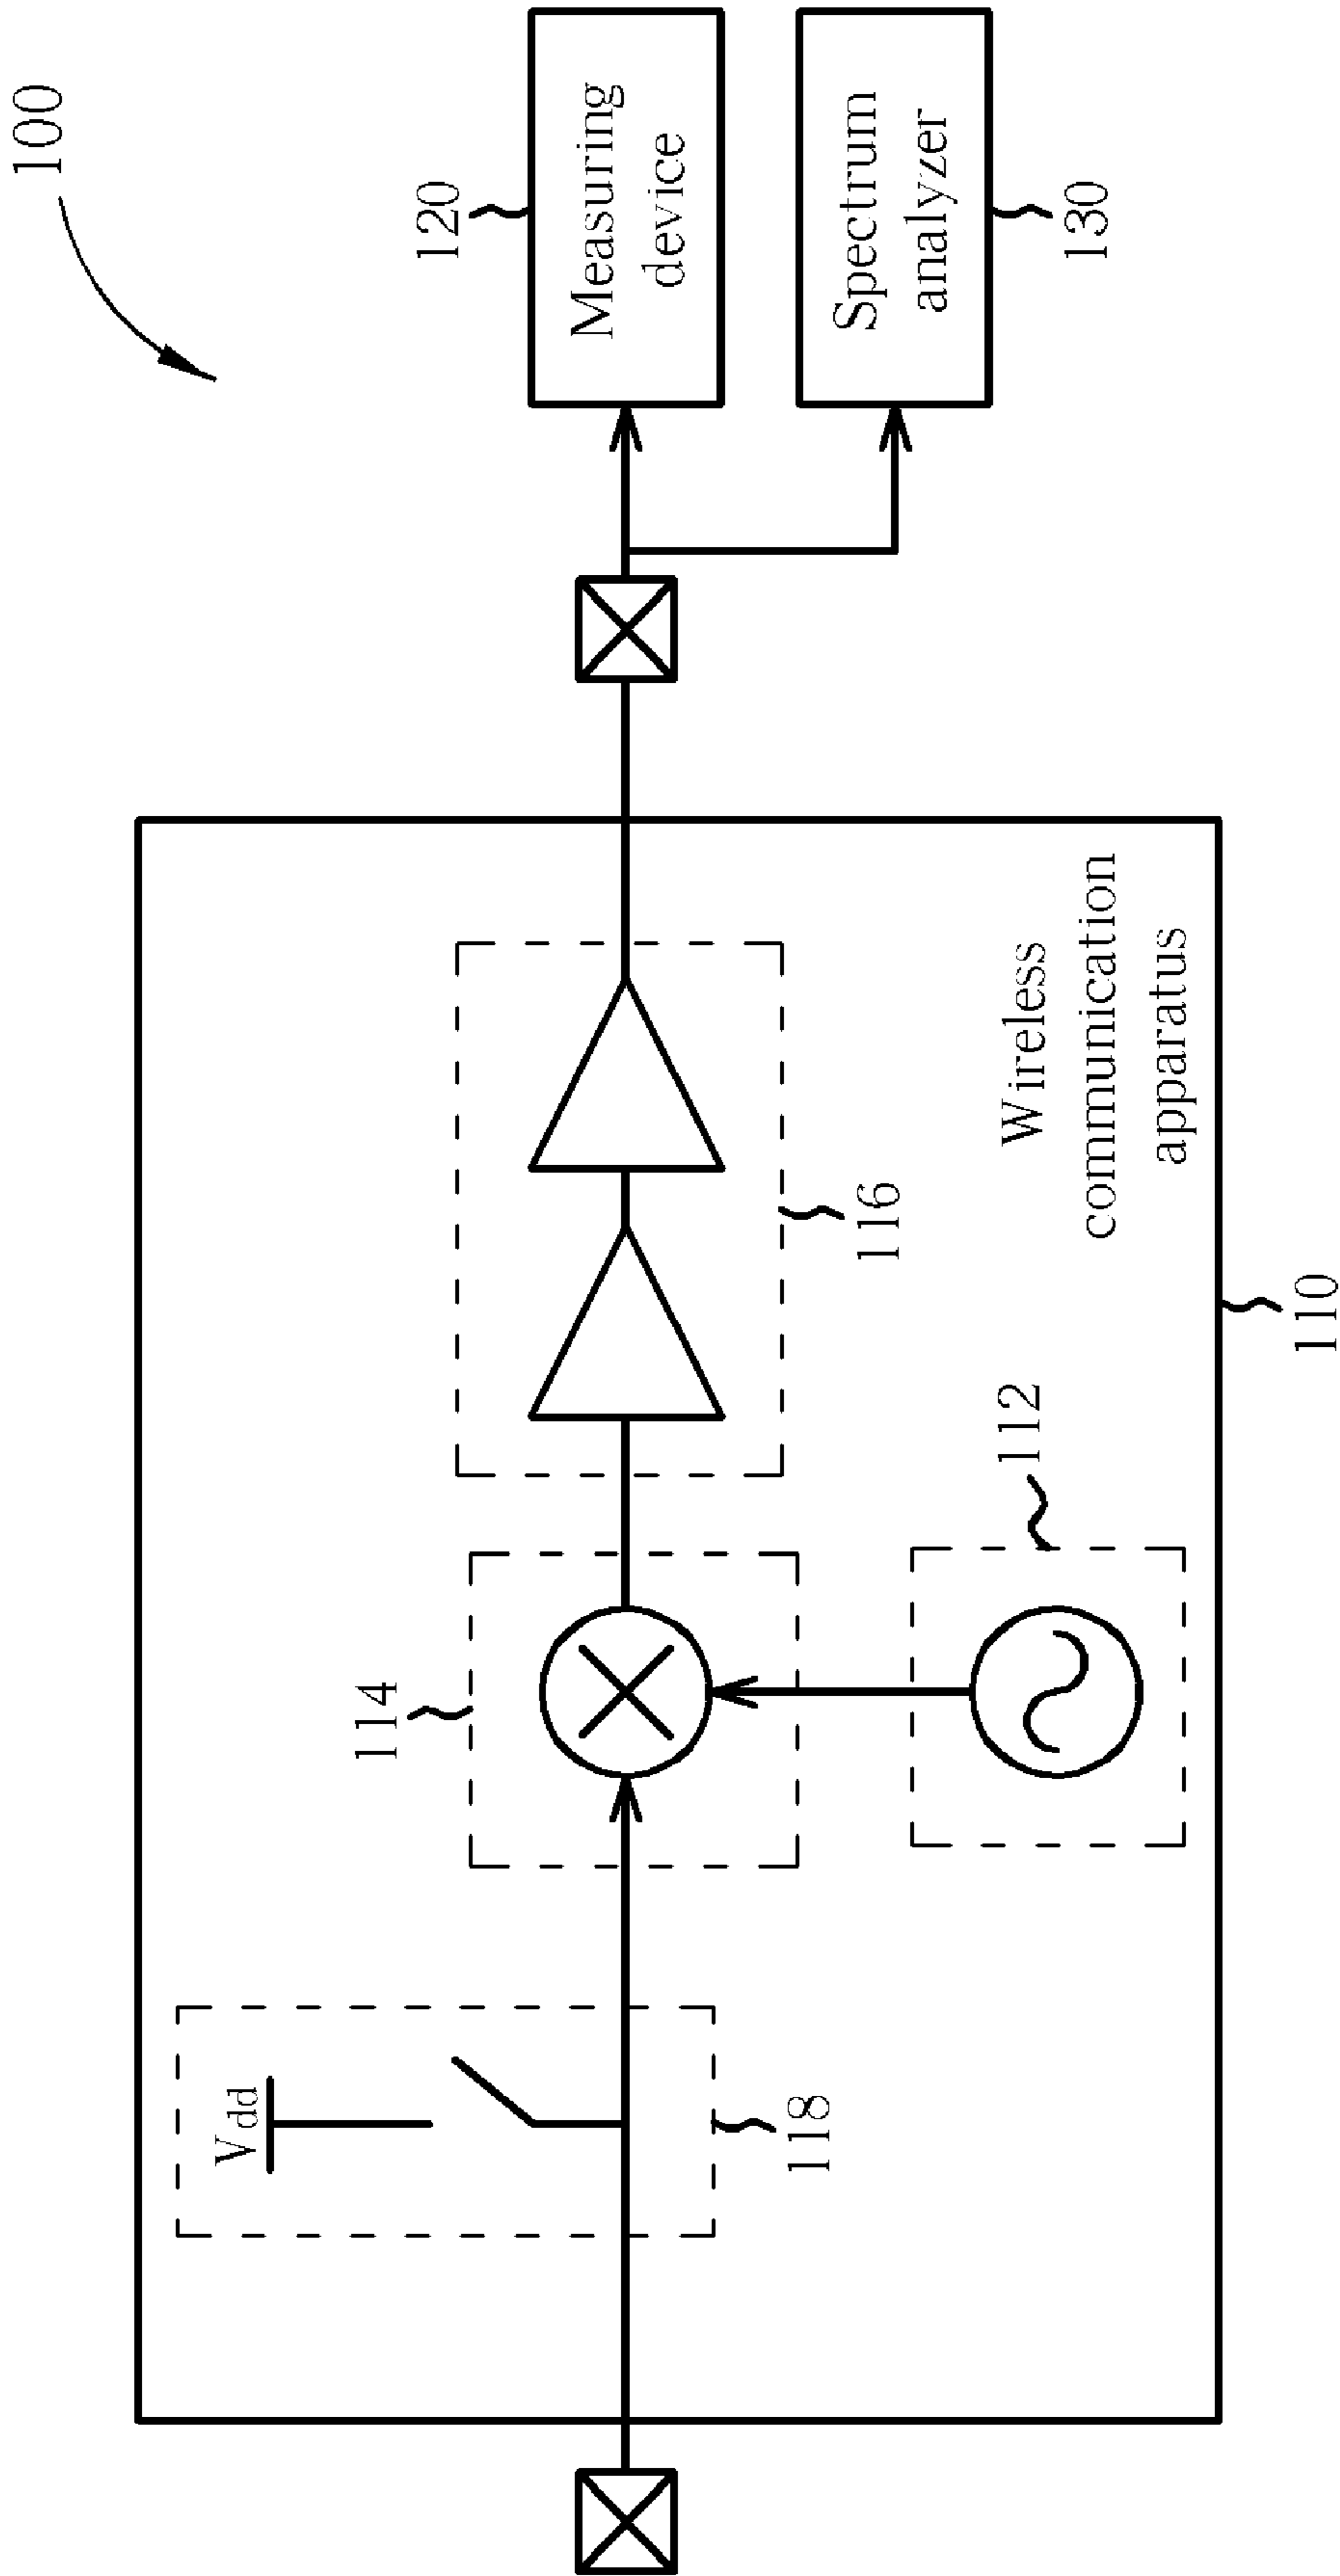 100
120
Measuring
device
Spectrum
analyzer
130
Vdd
118
114
112
116
Wireless
communication
apparatus
110